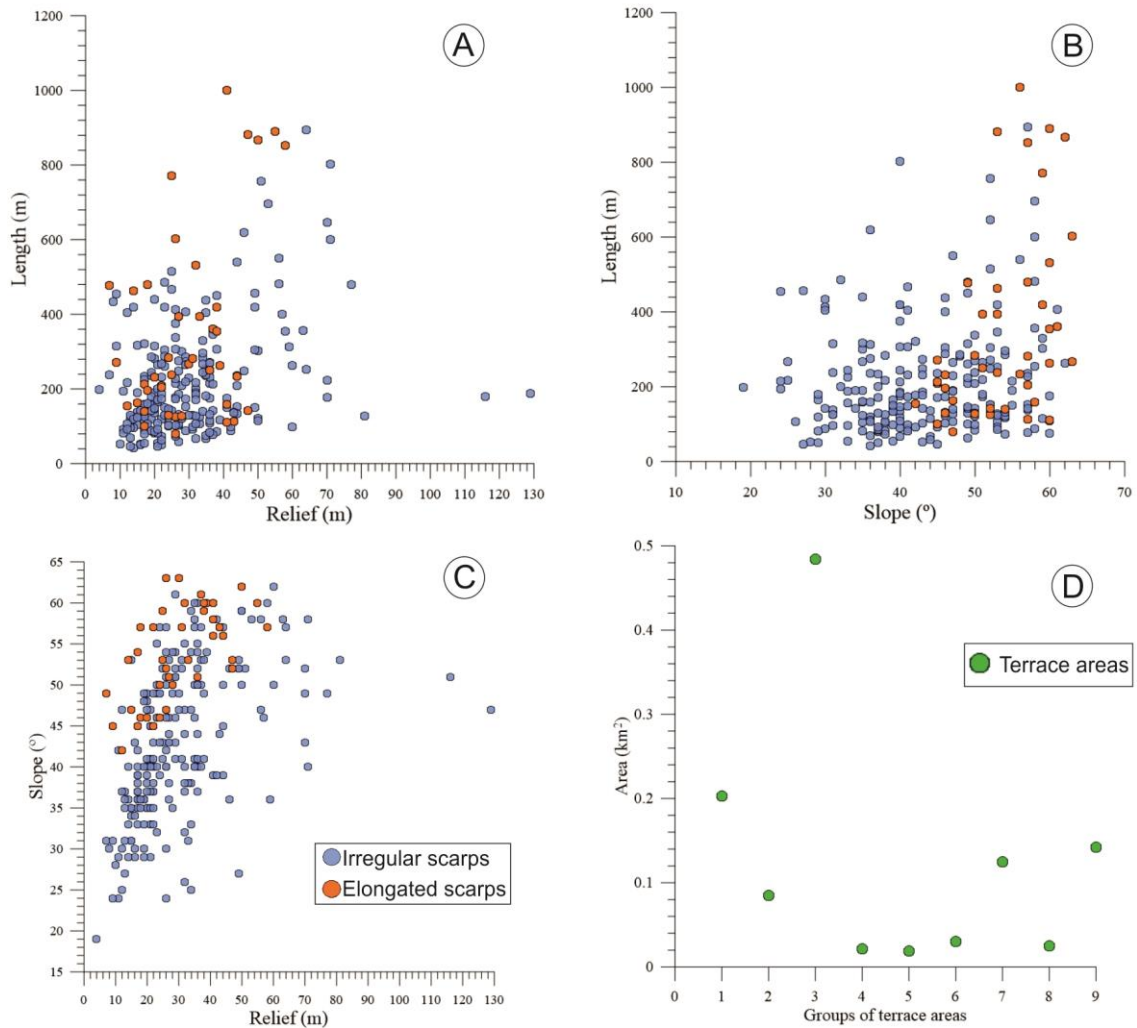 A
1200
1000
800
600
400
200
0
Length (m)
0 10 20 30 40 50 60 70 80 90 100 110 120 130
Relief (m)
B
1200
1000
800
600
400
200
0
Length (m)
10 20 30 40 50 60 70
Slope (º)
C
65
60
55
50
45
40
35
30
25
20
15
Slope (°)
Irregular scarps
Elongated scarps
0 10 20 30 40 50 60 70 80 90 100 110 130
Relief (m)
D
0.5
0.4
0.3
0.2
0.1
0
Area (km²)
Terrace areas
0 1 2 3 4 5 6 7 8 9
Groups of terrace areas